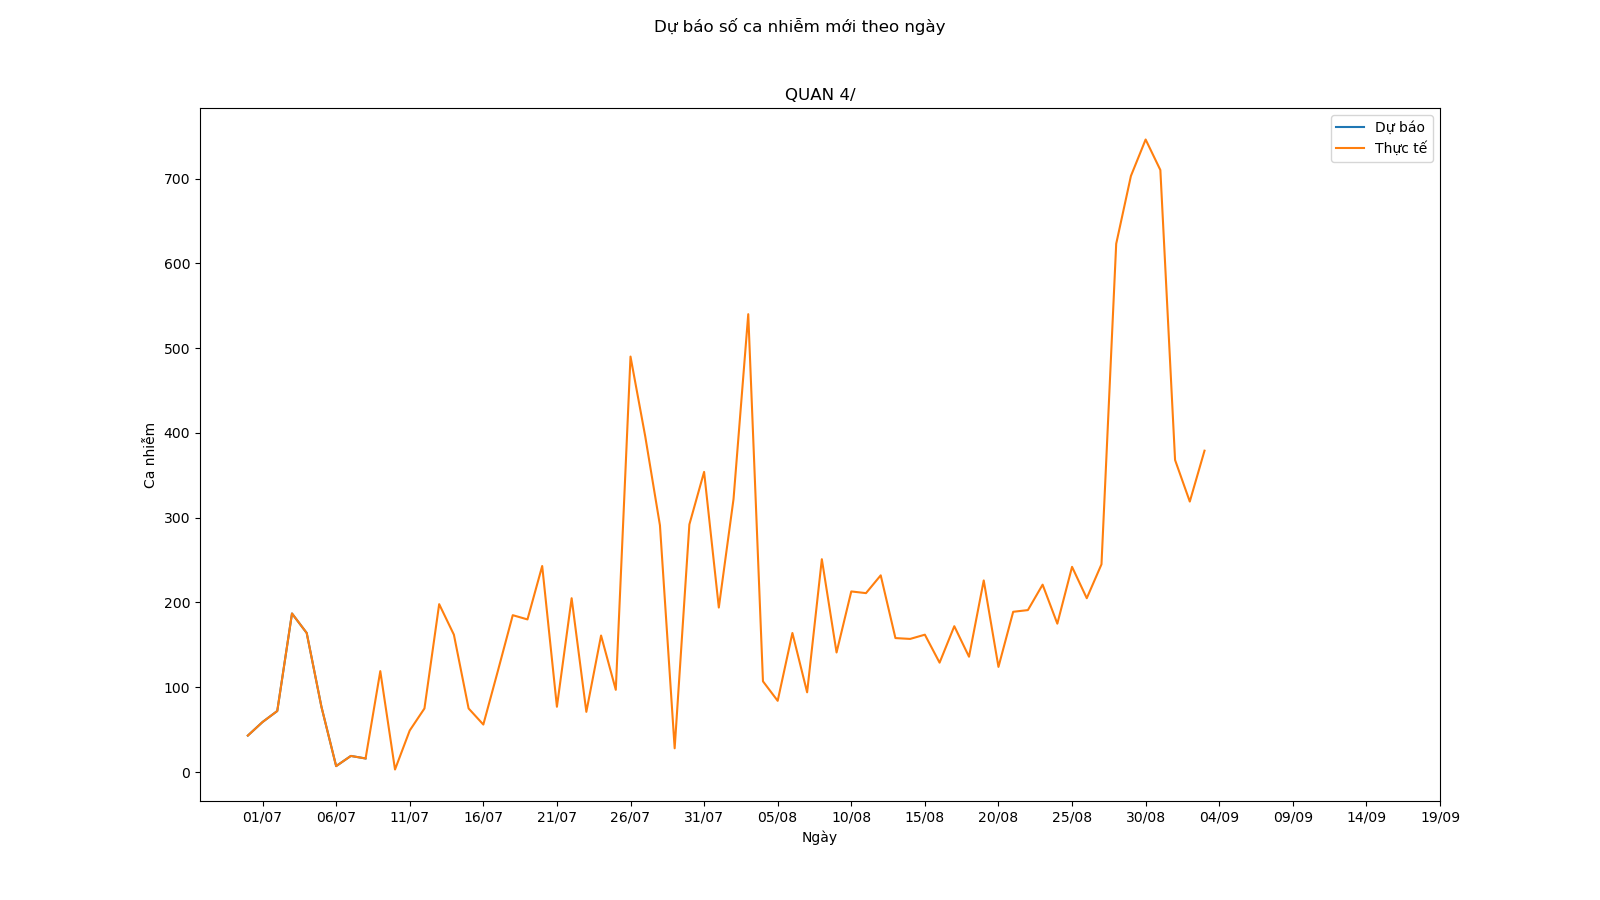 Dự báo số ca nhiễm mới theo ngày
QUAN 4/
Dự báo
Thực tế
700
600
500
400
300
200
100
0
Ca nhiễm
01/07 06/07 11/07 16/07 21/07 26/07 31/07 05/08 10/08 15/08 20/08 25/08 30/08 04/09 09/09 14/09 19/09
Ngày